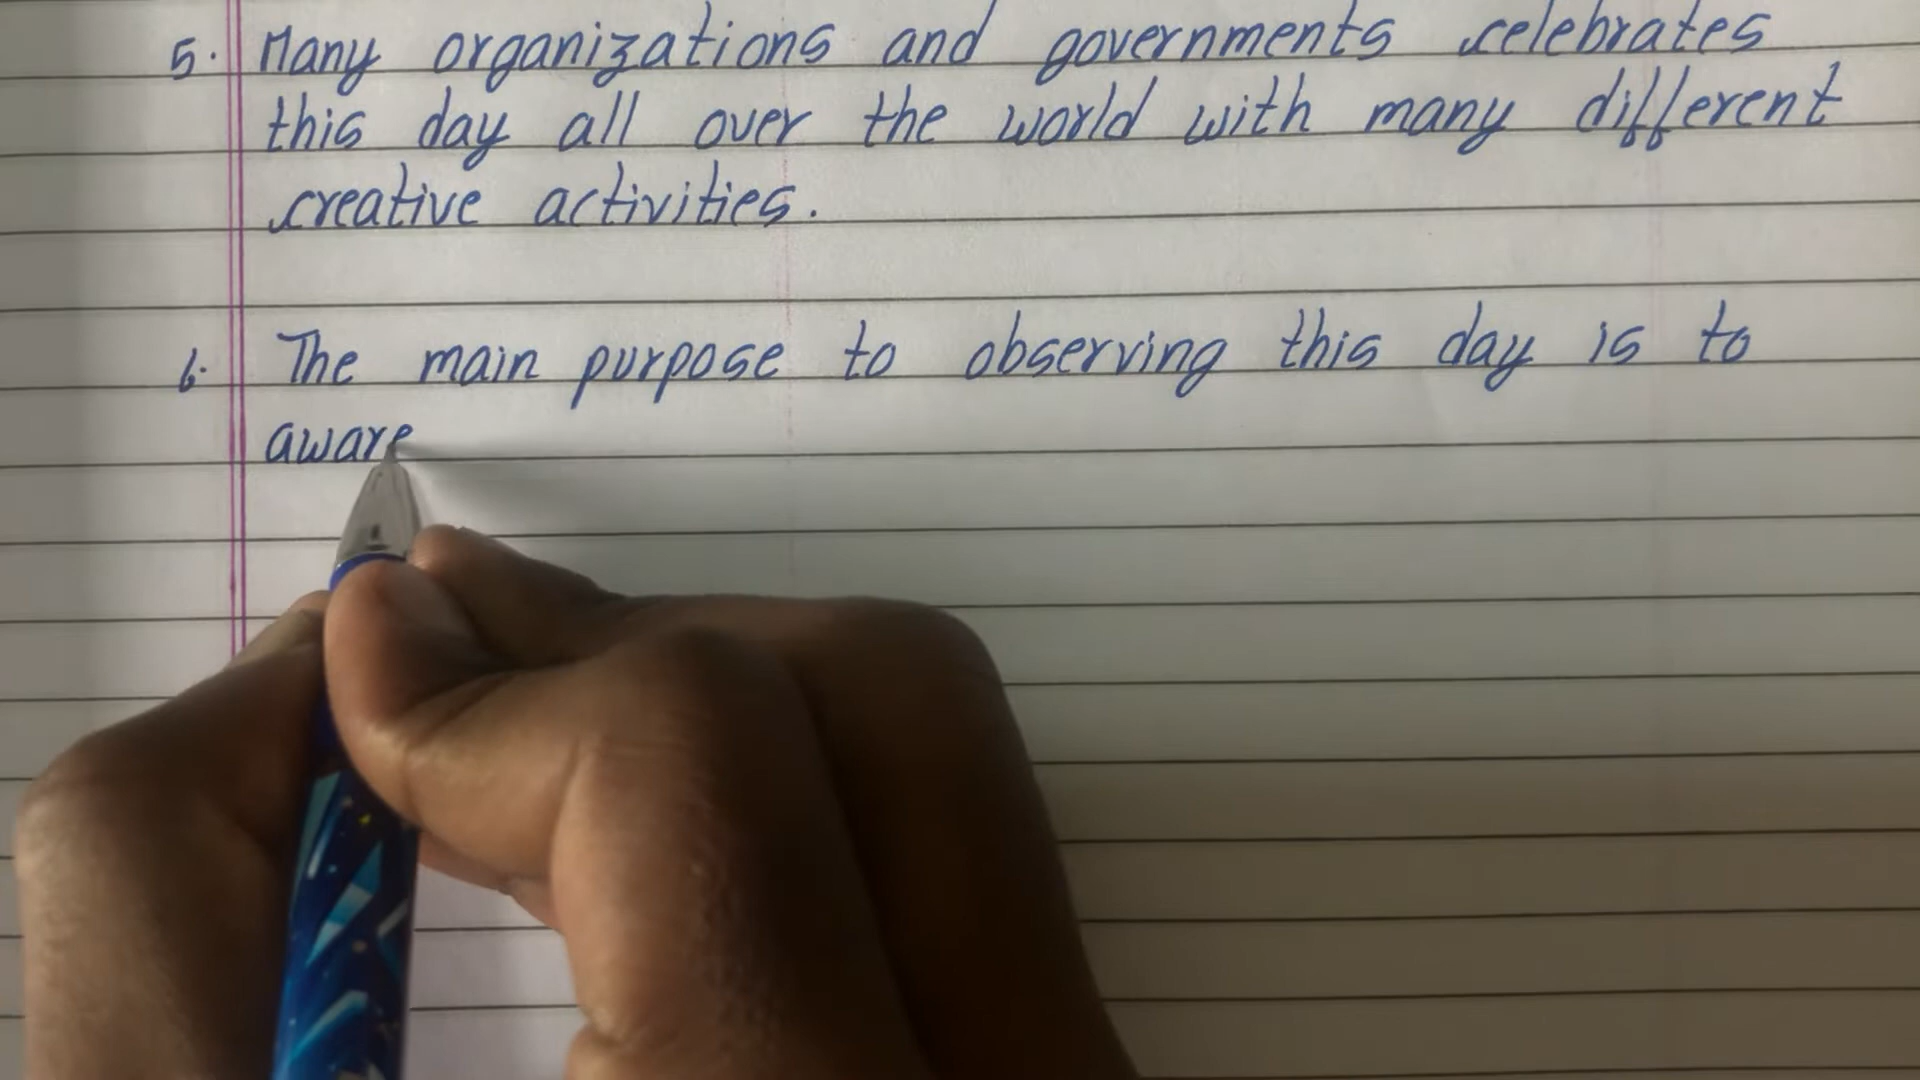 5. Many organizations and governments celebrates
this day all over the world with many different
creative activities.
6. The main purpose to observing this day is to
aware